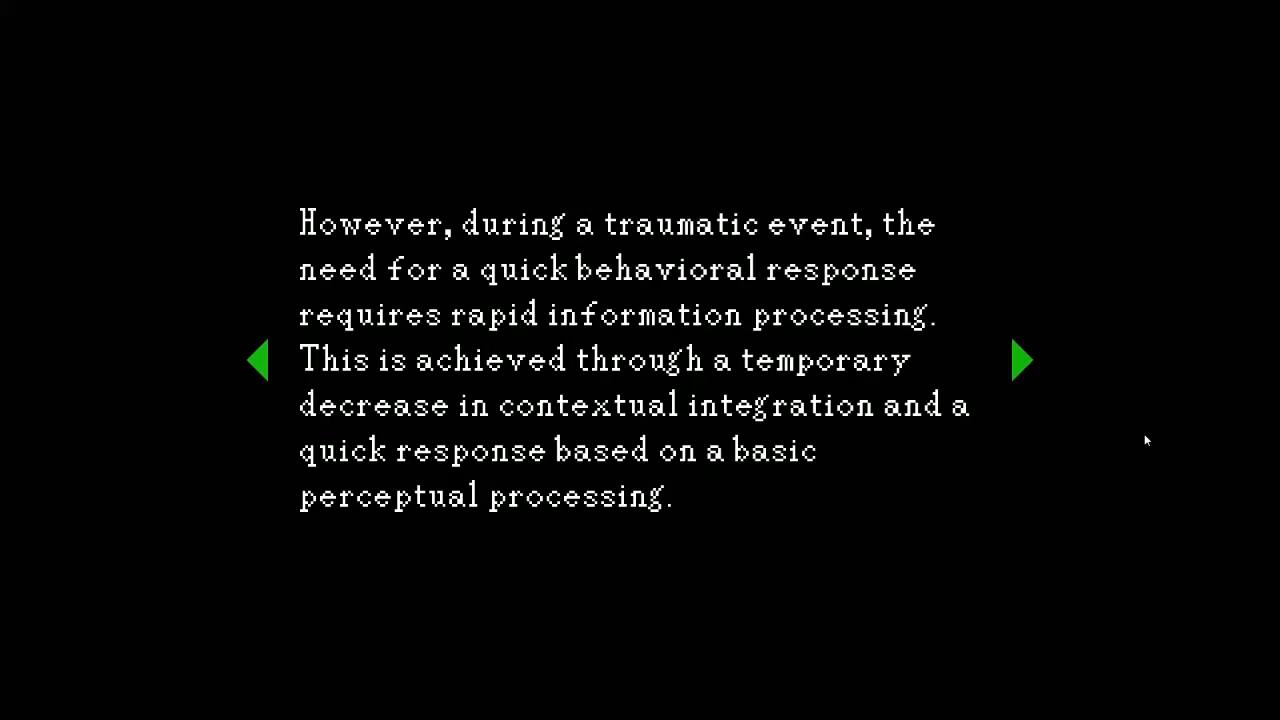 However, during a traumatic event, the
need for a quick behavioral response
requires rapid information processing.
This is achieved through a temporary
decrease in contextual integration and a
quick response based on a basic
perceptual processing.